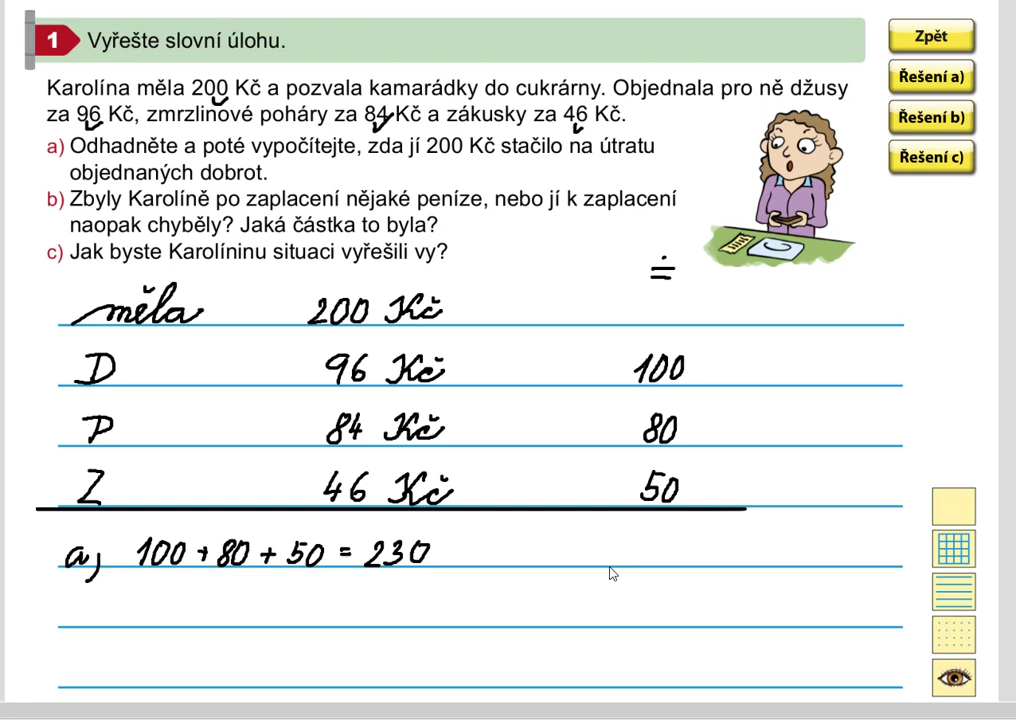 1 Vyřešte slovní úlohu.
Zpět
Řešení a)
Řešení b)
Řešení c)
Karolína měla 200 Kč a pozvala kamarádky do cukrárny. Objednala pro ně džusy
za 96 Kč, zmrzlinové poháry za 84 Kč a zákusky za 46 Kč.
a) Odhadněte a poté vypočítejte, zda jí 200 Kč stačilo na útratu
objednaných dobrot.
b) Zbyly Karolíně po zaplacení nějaké peníze, nebo jí k zaplacení
naopak chyběly? Jaká částka to byla?
c) Jak byste Karolíninu situaci vyřešili vy?
≐
měla 200 Kč
D 96 Kč 100
P 84 Kč 80
Z 46 Kč 50
a) 100 + 80 + 50 = 230